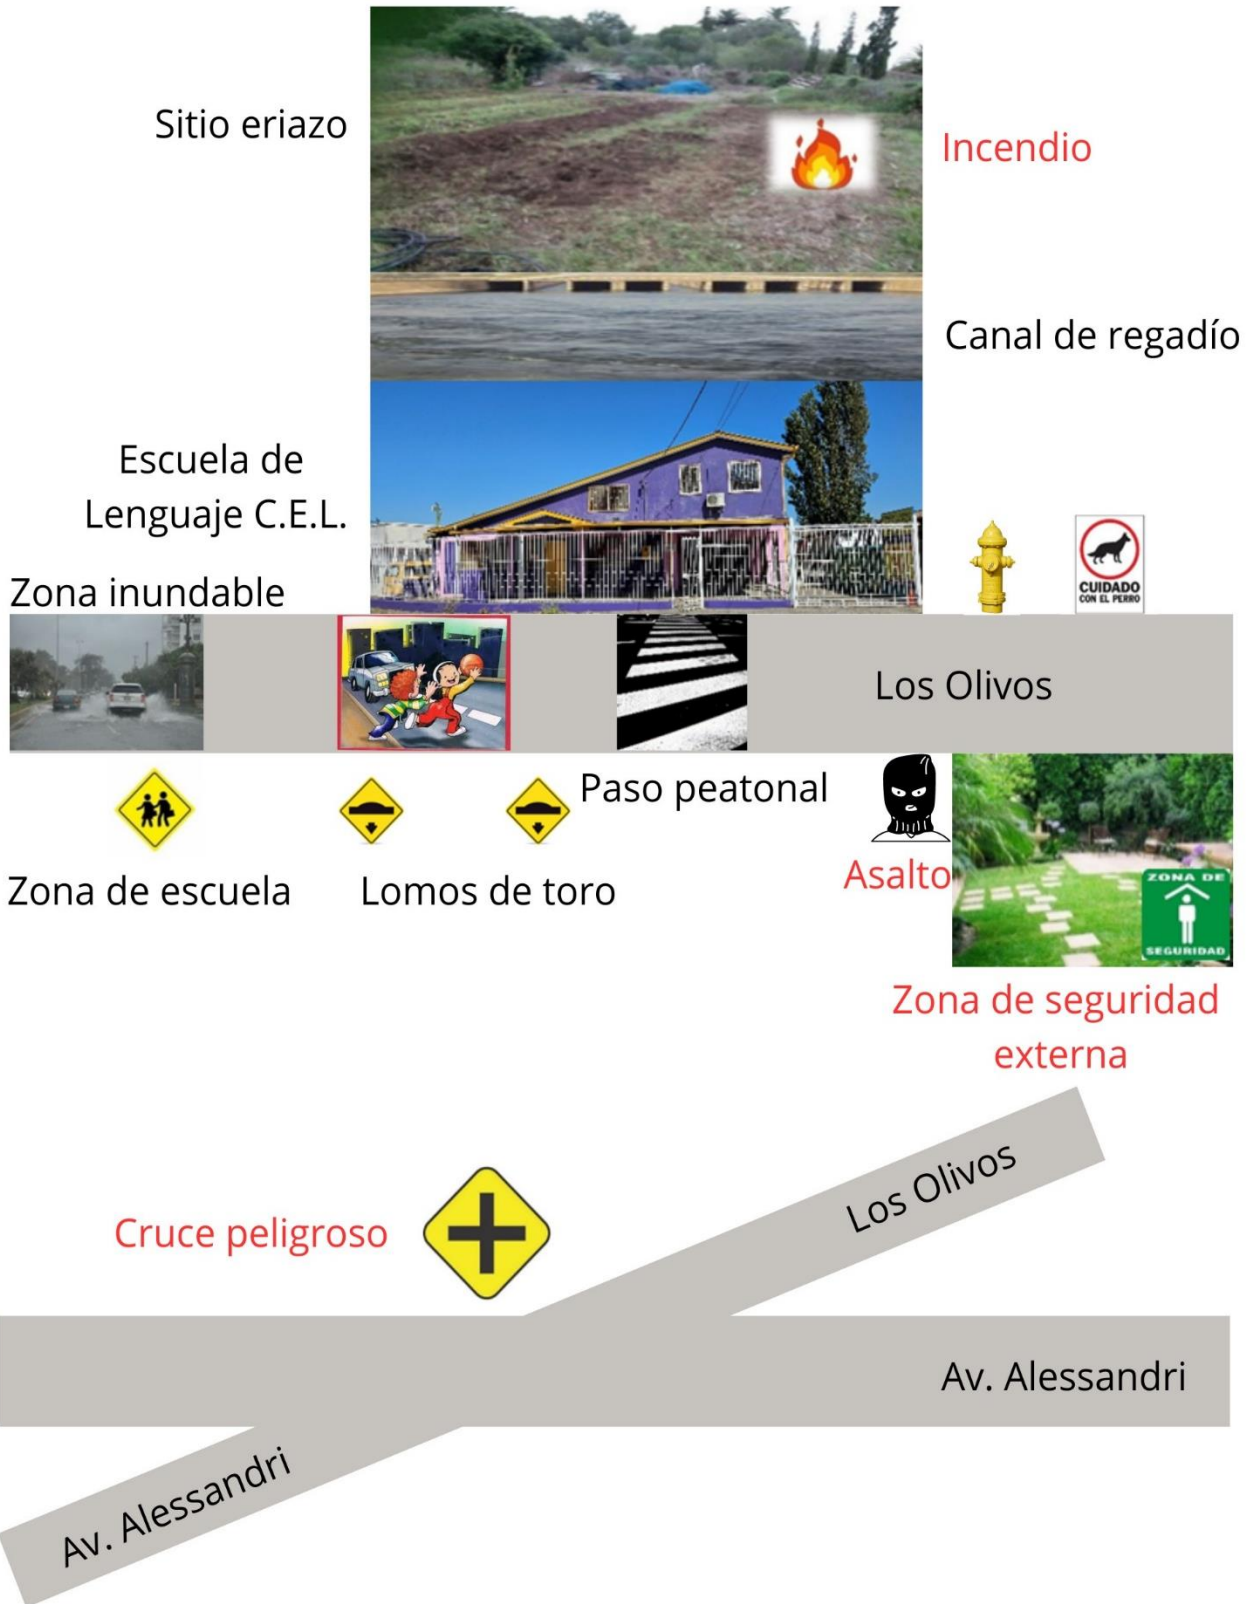 Sitio eriazo
Incendio
Canal de regadío
Escuela de
Lenguaje C.E.L.
CUIDADO
CON EL PERRO
Zona inundable
Los Olivos
Paso peatonal
Zona de escuela
Lomos de toro
Asalto
ZONA DE
SEGURIDAD
Zona de seguridad
externa
Los Olivos
Cruce peligroso
Av. Alessandri
Av. Alessandri